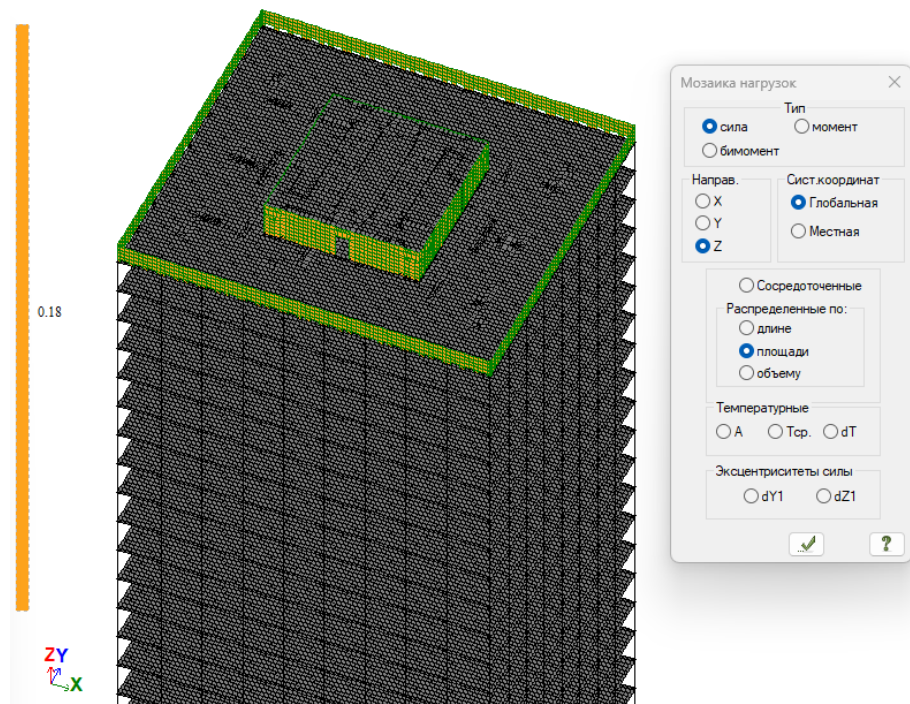 0.18
ZY
X
Мозаика нагрузок
Тип
сила момент
бимомент
Направ. Сист.координат
X Глобальная
Y Местная
Z
Сосредоточенные
Распределенные по:
длине
площади
объему
Температурные
A Тср. dT
Эксцентриситеты силы
dY1 dZ1
?